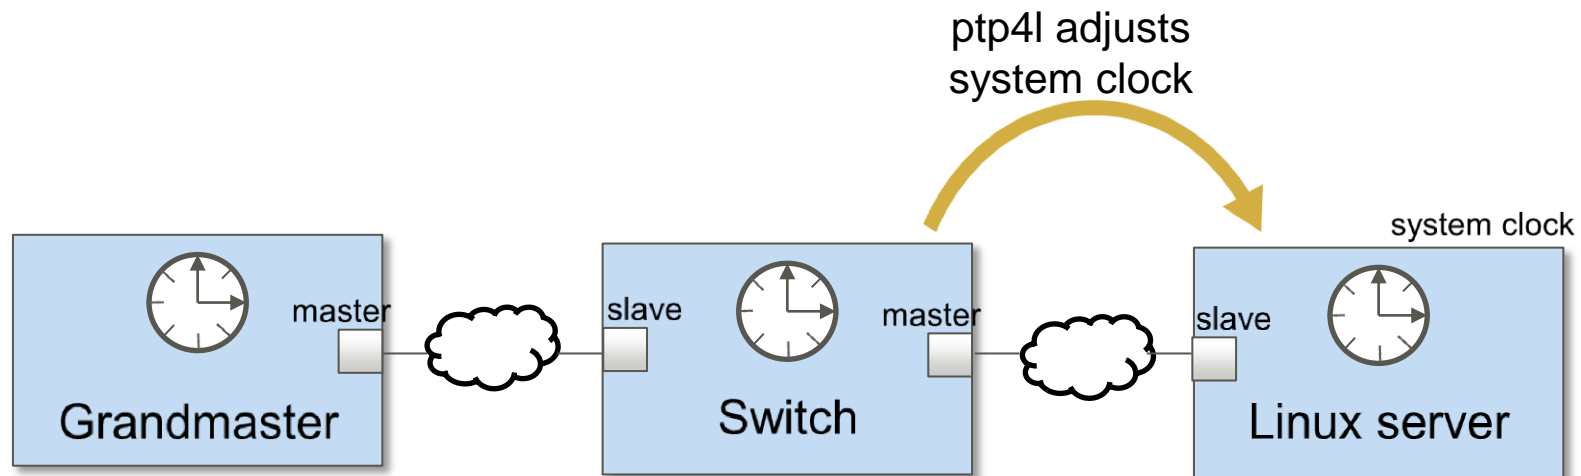 ptp4l adjusts
system clock
system clock
master
slave
master
slave
Grandmaster
Switch
Linux server